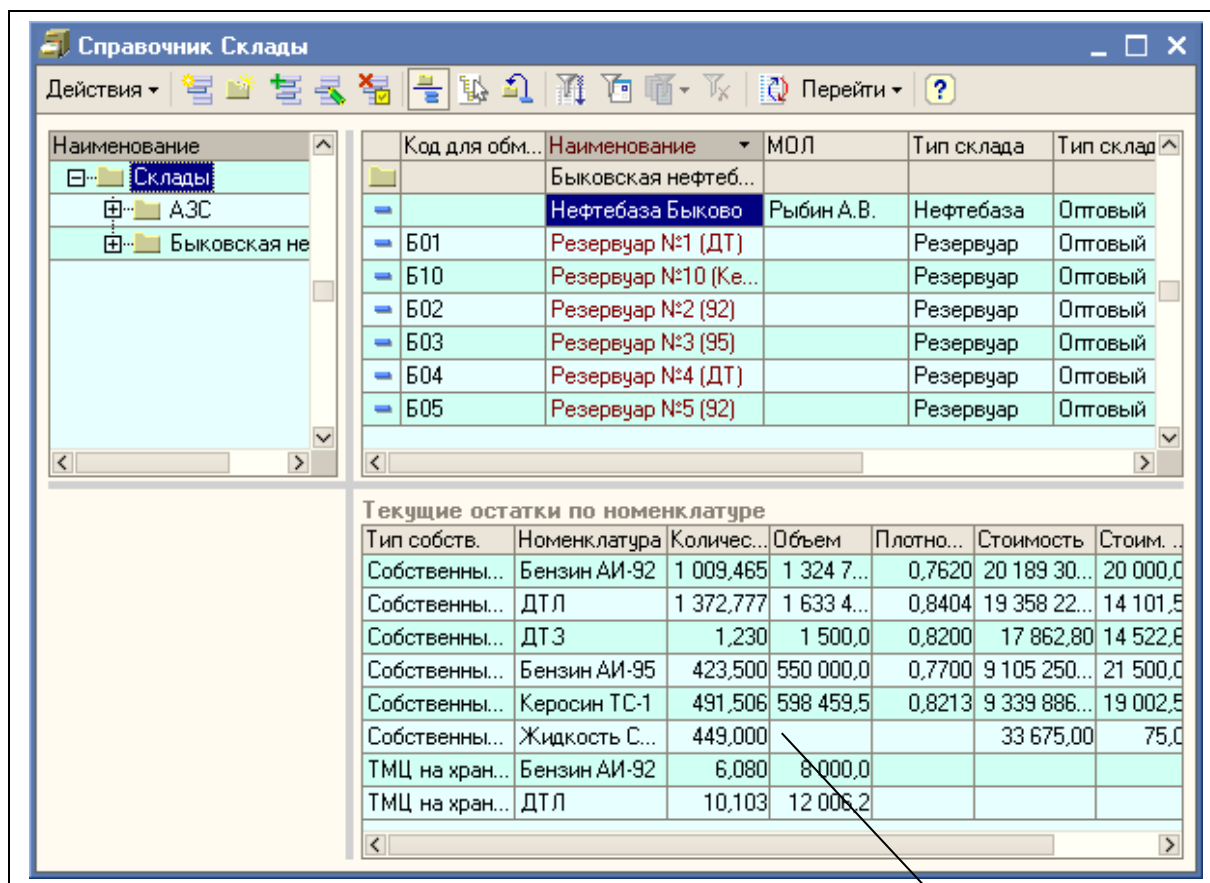 Справочник Склады
Действия Перейти ?
Наименование
Склады
АЗС
Быковская не
Код для обм... Наименование МОЛ Тип склада Тип склад
Быковская нефтеб...
Нефтебаза Быково Рыбин А.В. Нефтебаза Оптовый
Б01 Резервуар №1 (ДТ) Резервуар Оптовый
Б10 Резервуар №10 (Ке... Резервуар Оптовый
Б02 Резервуар №2 (92) Резервуар Оптовый
Б03 Резервуар №3 (95) Резервуар Оптовый
Б04 Резервуар №4 (ДТ) Резервуар Оптовый
Б05 Резервуар №5 (92) Резервуар Оптовый
Текущие остатки по номенклатуре
Тип собств. Номенклатура Количес... Объем Плотно... Стоимость Стоим. ..
Собственны... Бензин АИ-92 1 009,465 1 324 7... 0,7620 20 189 30... 20 000,0
Собственны... ДТЛ 1 372,777 1 633 4... 0,8404 19 358 22... 14 101,5
Собственны... ДТЗ 1,230 1 500,0 0,8200 17 862,80 14 522,6
Собственны... Бензин АИ-95 423,500 550 000,0 0,7700 9 105 250... 21 500,0
Собственны... Керосин ТС-1 491,506 598 459,5 0,8213 9 339 886... 19 002,5
Собственны... Жидкость С... 449,000 33 675,00 75,0
ТМЦ на хран... Бензин АИ-92 6,080 8 000,0
ТМЦ на хран... ДТЛ 10,103 12 006,2